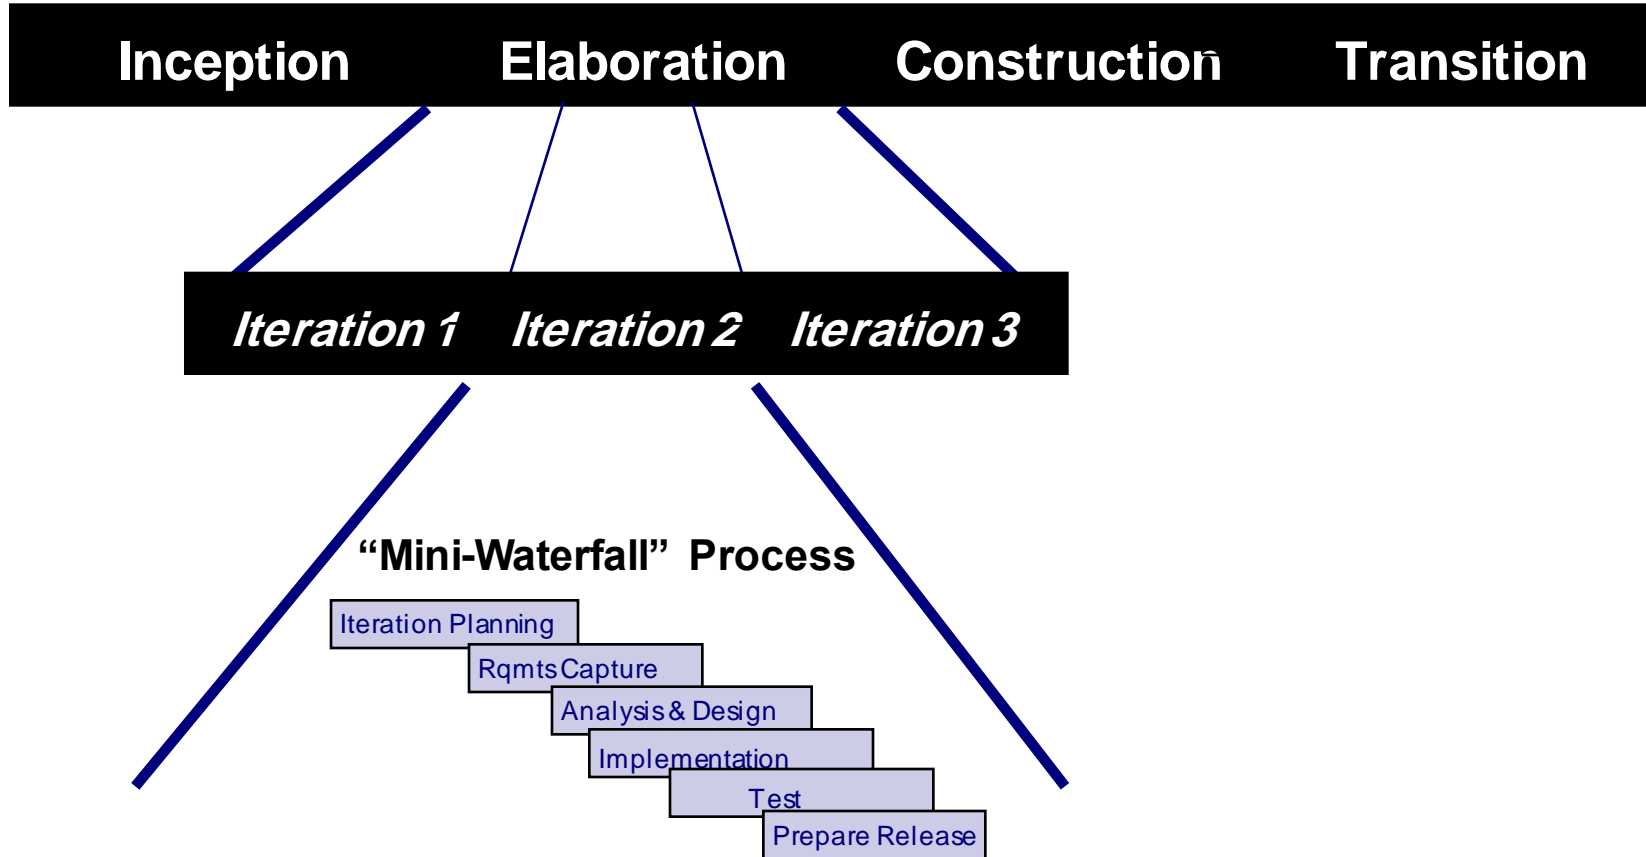 Inception Elaboration Construction Transition
Iteration 1 Iteration 2 Iteration 3
“Mini-Waterfall” Process
Iteration Planning
Rqmts Capture
Analysis & Design
Implementation
Test
Prepare Release